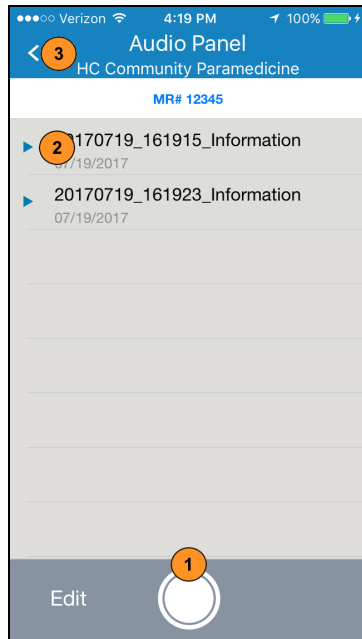 Verizon 4:19 PM 100%
Audio Panel
3
HC Community Paramedicine
MR# 12345
0170719_161915_Information
2
07/19/2017
20170719_161923_Information
07/19/2017
1
Edit